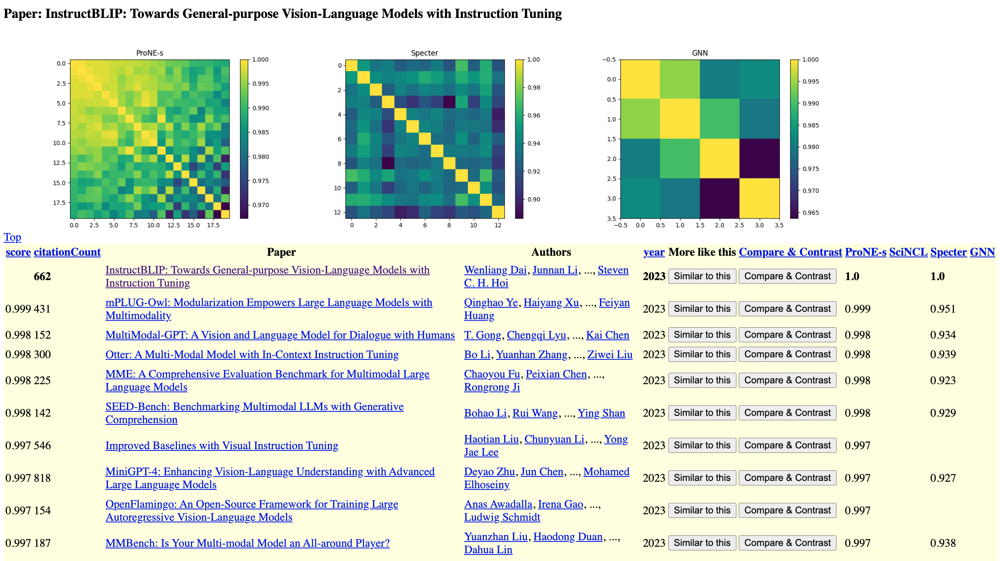 Paper: InstructBLIP: Towards General-purpose Vision-Language Models with Instruction Tuning
ProNE-s
0.0
2.5
5.0
7.5
10.0
12.5
15.0
17.5
0.0 2.5 5.0 7.5 10.0 12.5 15.0 17.5
1.000
0.995
0.990
0.985
0.980
0.975
0.970
Specter
0
2
4
6
8
10
12
0 2 4 6 8 10 12
1.00
0.98
0.96
0.94
0.92
0.90
GNN
−0.5
0.0
0.5
1.0
1.5
2.0
2.5
3.0
3.5
−0.5 0.0 0.5 1.0 1.5 2.0 2.5 3.0 3.5
1.000
0.995
0.990
0.985
0.980
0.975
0.970
0.965
Top
score citationCount Paper Authors year More like this Compare & Contrast ProNE-s SciNCL Specter GNN
662 InstructBLIP: Towards General-purpose Vision-Language Models with
Instruction Tuning
Wenliang Dai, Junnan Li, ..., Steven
C. H. Hoi
2023 Similar to this Compare & Contrast 1.0 1.0
0.999 431 mPLUG-Owl: Modularization Empowers Large Language Models with
Multimodality
Qinghao Ye, Haiyang Xu, ..., Feiyan
Huang
2023 Similar to this Compare & Contrast 0.999 0.951
0.998 152 MultiModal-GPT: A Vision and Language Model for Dialogue with Humans T. Gong, Chengqi Lyu, ..., Kai Chen 2023 Similar to this Compare & Contrast 0.998 0.934
0.998 300 Otter: A Multi-Modal Model with In-Context Instruction Tuning Bo Li, Yuanhan Zhang, ..., Ziwei Liu 2023 Similar to this Compare & Contrast 0.998 0.939
0.998 225 MME: A Comprehensive Evaluation Benchmark for Multimodal Large
Language Models
Chaoyou Fu, Peixian Chen, ...,
Rongrong Ji
2023 Similar to this Compare & Contrast 0.998 0.923
0.998 142 SEED-Bench: Benchmarking Multimodal LLMs with Generative
Comprehension
Bohao Li, Rui Wang, ..., Ying Shan 2023 Similar to this Compare & Contrast 0.998 0.929
0.997 546 Improved Baselines with Visual Instruction Tuning
Haotian Liu, Chunyuan Li, ..., Yong
Jae Lee
2023 Similar to this Compare & Contrast 0.997
0.997 818 MiniGPT-4: Enhancing Vision-Language Understanding with Advanced
Large Language Models
Deyao Zhu, Jun Chen, ..., Mohamed
Elhoseiny
2023 Similar to this Compare & Contrast 0.997 0.927
0.997 154 OpenFlamingo: An Open-Source Framework for Training Large
Autoregressive Vision-Language Models
Anas Awadalla, Irena Gao, ...,
Ludwig Schmidt
2023 Similar to this Compare & Contrast 0.997
0.997 187 MMBench: Is Your Multi-modal Model an All-around Player?
Yuanzhan Liu, Haodong Duan, ...,
Dahua Lin
2023 Similar to this Compare & Contrast 0.997 0.938